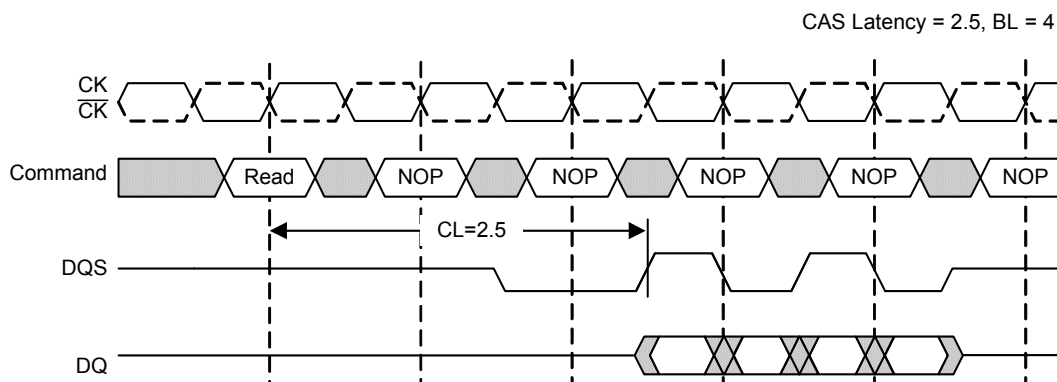 CAS Latency = 2.5, BL = 4
CK
CK
Command
Read NOP NOP NOP NOP NOP
CL=2.5
DQS
DQ